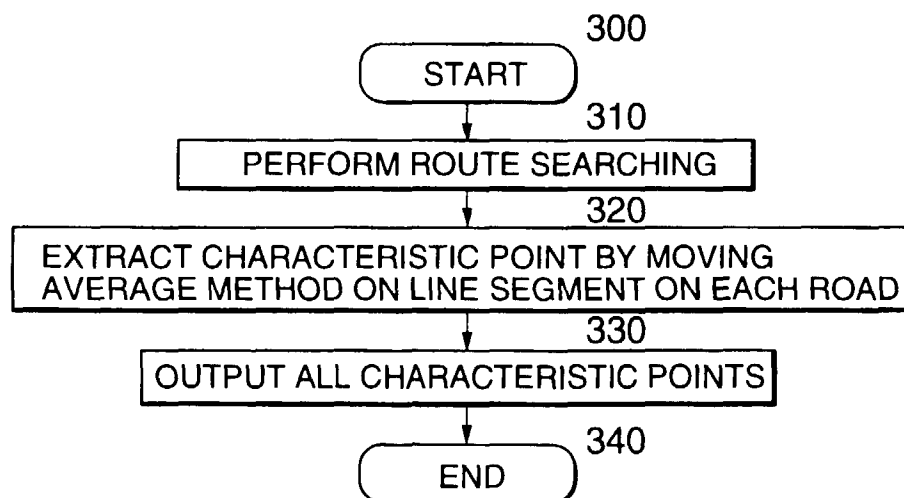 300
START
310
PERFORM ROUTE SEARCHING
320
EXTRACT CHARACTERISTIC POINT BY MOVING
AVERAGE METHOD ON LINE SEGMENT ON EACH ROAD
330
OUTPUT ALL CHARACTERISTIC POINTS
340
END